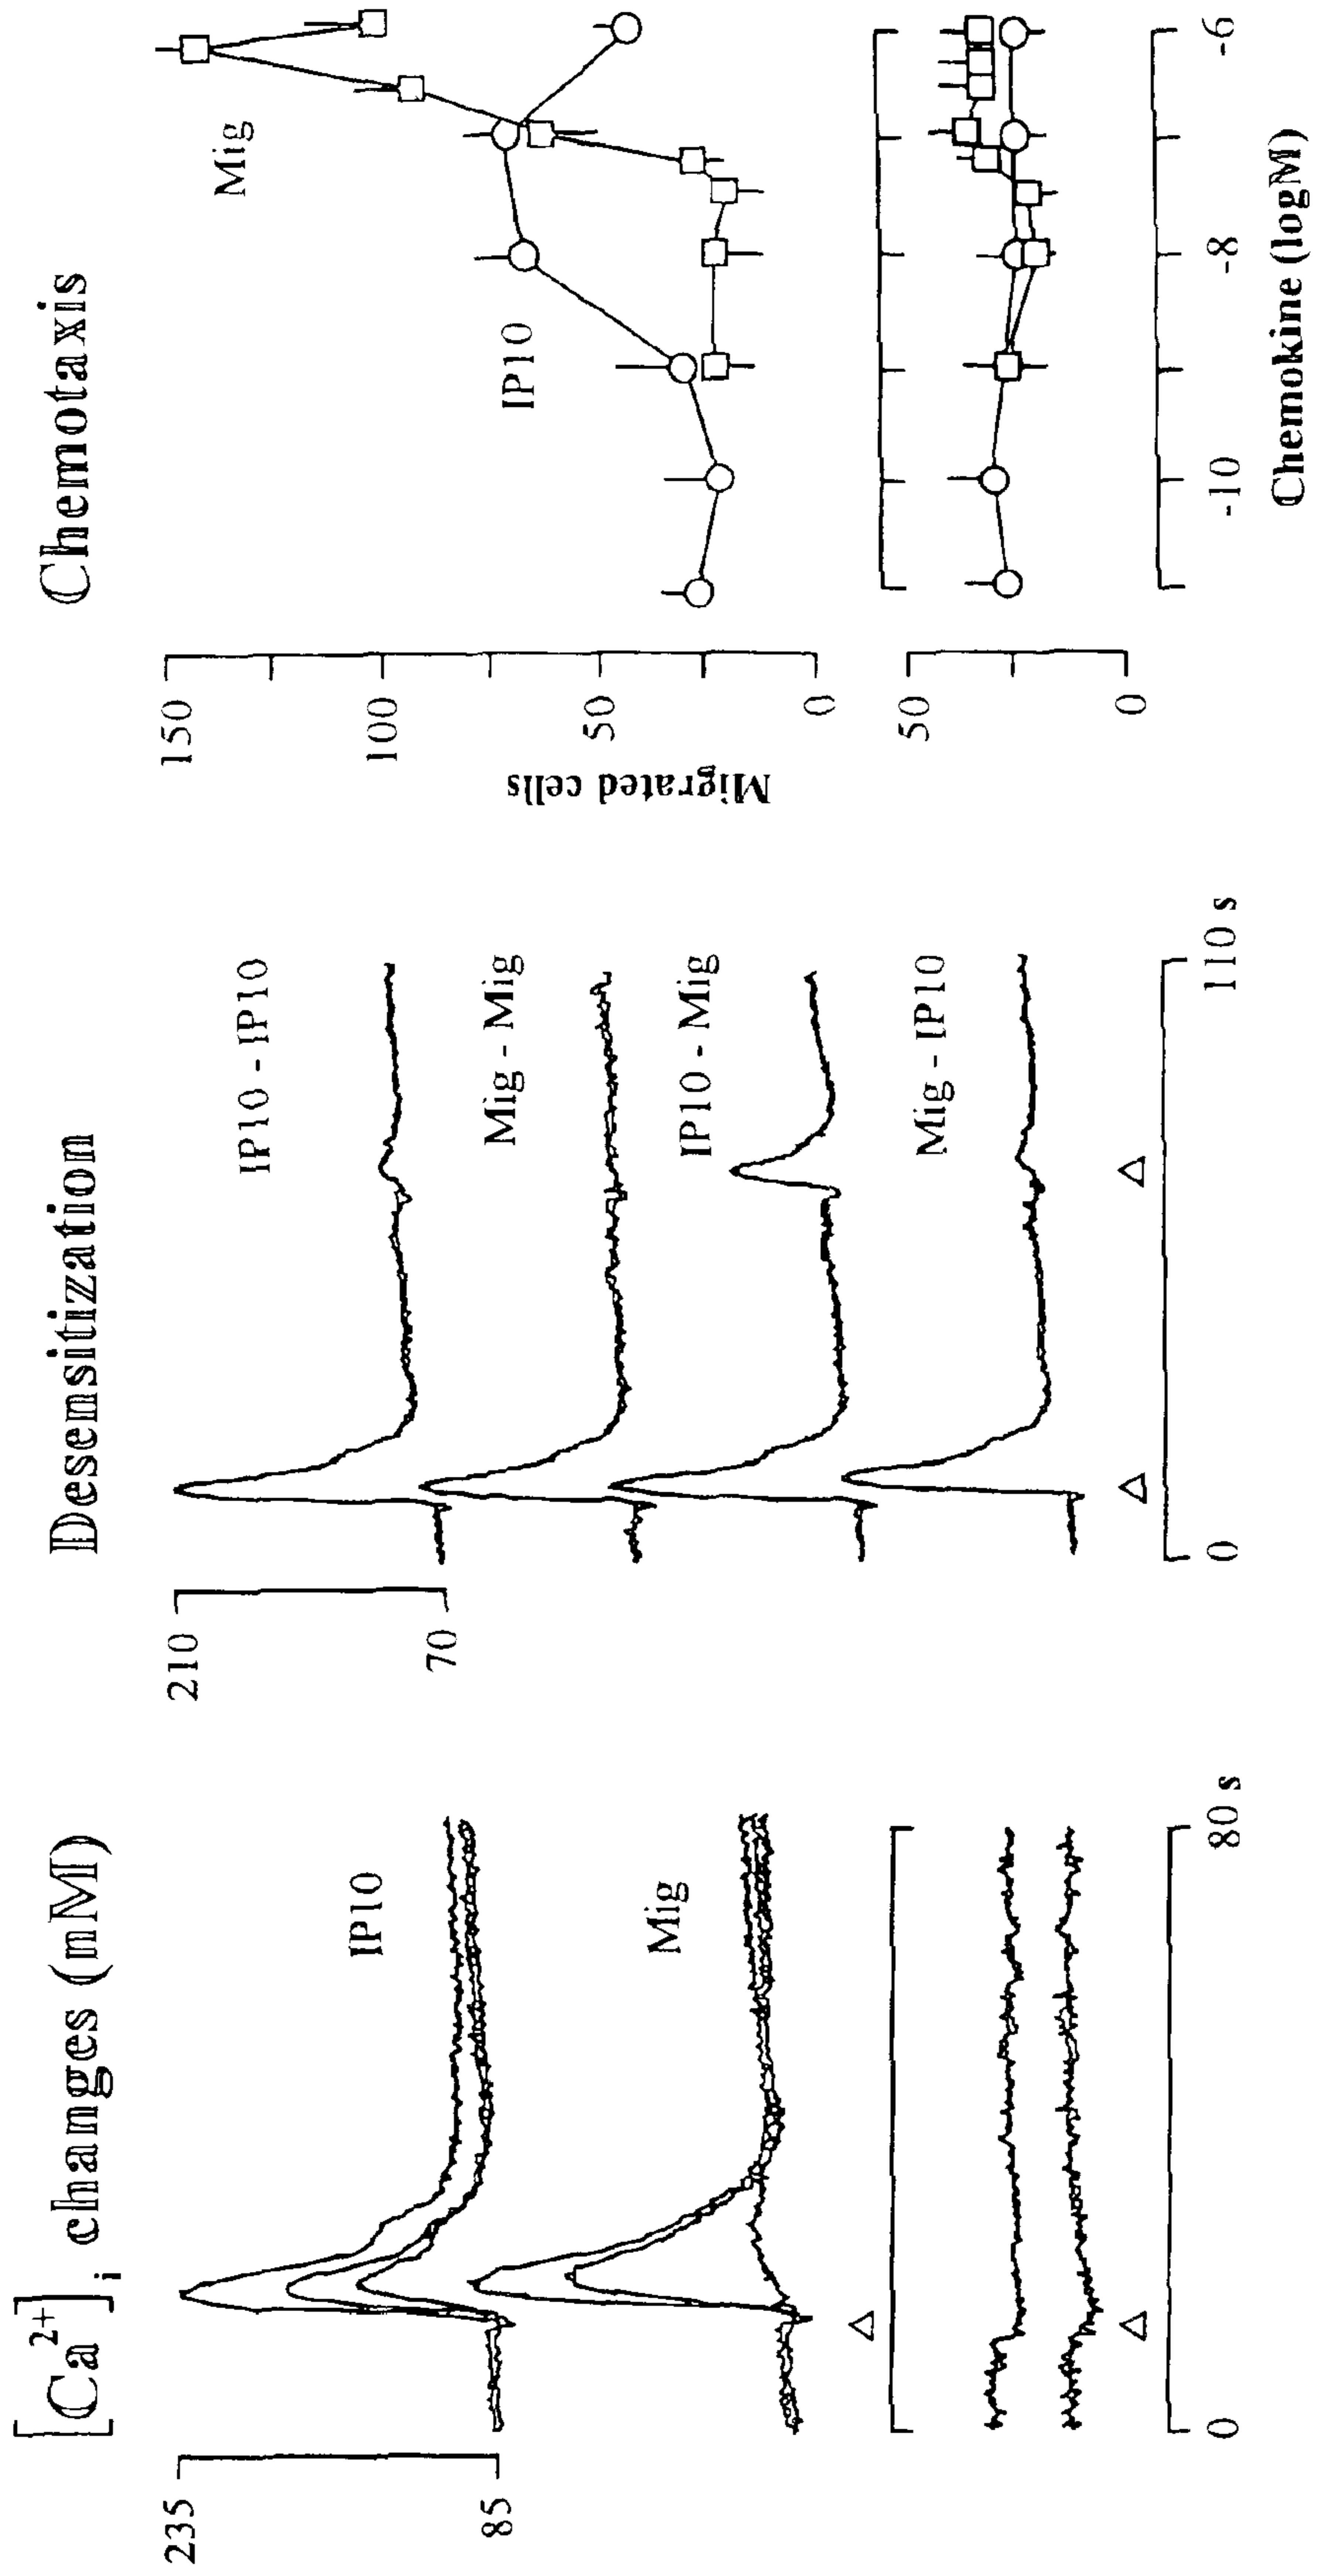 [Ca2+]i changes (nM)
235
85
IP10
Mig
0
80 s
Desensitization
210
70
IP10 - IP10
Mig - Mig
IP10 - Mig
Mig - IP10
0
110 s
Chemotaxis
Migrated cells
150
100
50
0
50
0
Mig
IP10
-10
-8
-6
Chemokine (logM)